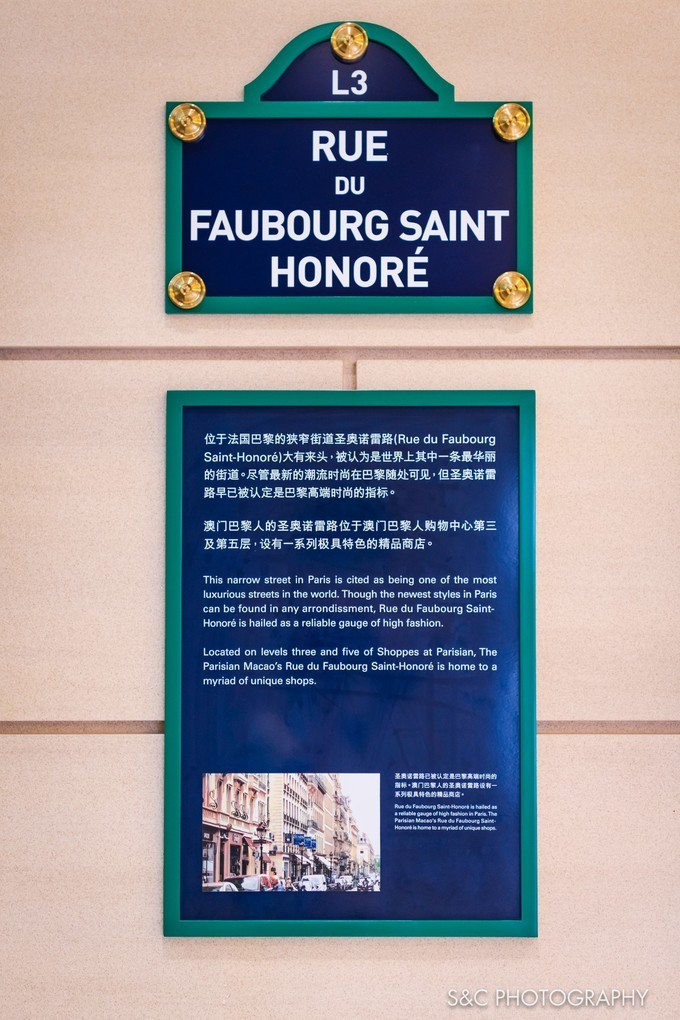 L3
RUE
DU
FAUBOURG SAINT
HONORÉ
位于法国巴黎的狭窄街道圣奥诺雷路(Rue du Faubourg
Saint-Honoré)大有来头，被认为是世界上其中一条最华丽
的街道。尽管最新的潮流时尚在巴黎随处可见，但圣奥诺雷
路早已被认定是巴黎高端时尚的指标。
澳门巴黎人的圣奥诺雷路位于澳门巴黎人购物中心第三
及第五层，设有一系列极具特色的精品商店。
This narrow street in Paris is cited as being one of the most
luxurious streets in the world. Though the newest styles in Paris
can be found in any arrondissment, Rue du Faubourg Saint-
Honoré is hailed as a reliable gauge of high fashion.
Located on levels three and five of Shoppes at Parisian, The
Parisian Macao's Rue du Faubourg Saint-Honoré is home to a
myriad of unique shops.
圣奥诺雷路已被认定是巴黎高端时尚的
指标。澳门巴黎人的圣奥诺雷路设有一
系列极具特色的精品商店。
Rue du Faubourg Saint-Honoré is hailed as
a reliable gauge of high fashion. The
Parisian Macao's Rue du Faubourg Saint-
Honoré is home to a myriad of unique shops.
S&C PHOTOGRAPHY